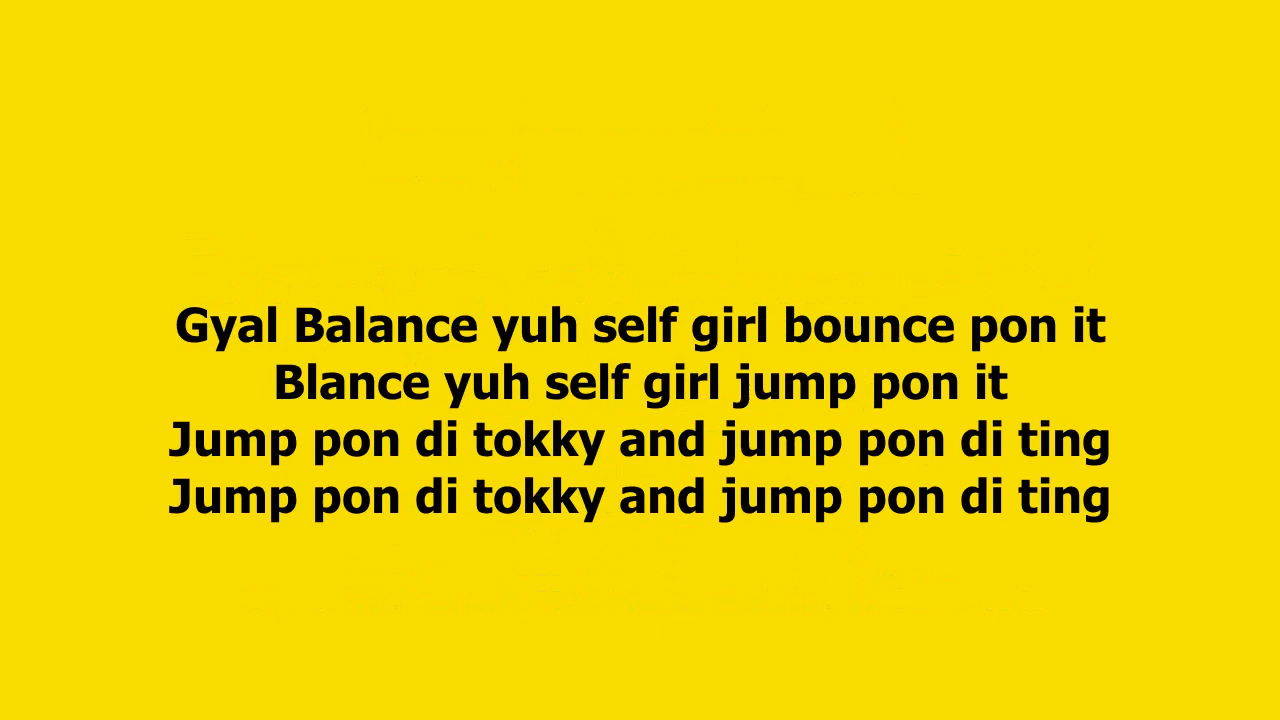 Gyal Balance yuh self girl bounce pon it
Blance yuh self girl jump pon it
Jump pon di tokky and jump pon di ting
Jump pon di tokky and jump pon di ting